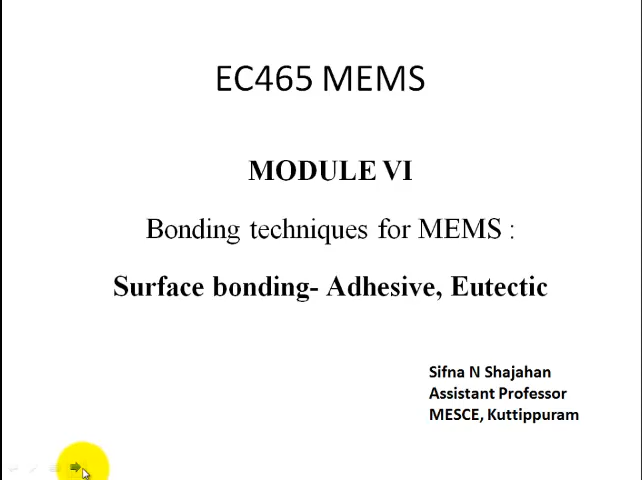 EC465 MEMS
MODULE VI
Bonding techniques for MEMS :
Surface bonding- Adhesive, Eutectic
Sifna N Shajahan
Assistant Professor
MESCE, Kuttippuram